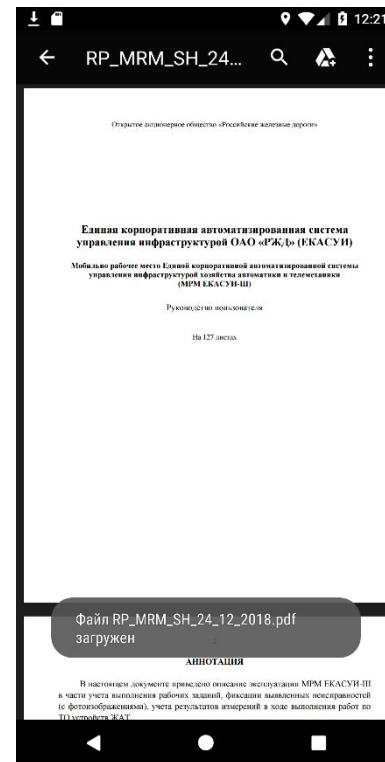 12:21
RP_MRM_SH_24...
Открытое акционерное общество «Российские железные дороги»
Единая корпоративная автоматизированная система
управления инфраструктурой ОАО «РЖД» (ЕКАСУИ)
Мобильно рабочее место Единой корпоративной автоматизированной системы
управления инфраструктурой хозяйства автоматики и телемеханики
(МРМ ЕКАСУИ-Ш)
Руководство пользователя
На 127 листах
Файл RP_MRM_SH_24_12_2018.pdf
загружен
АННОТАЦИЯ
В настоящем документе приведено описание эксплуатации МРМ ЕКАСУИ-Ш
в части учета выполнения рабочих заданий, фиксации выявленных неисправностей
(с фотоизображениями), учета результатов измерений в ходе выполнения работ по
ТО устройств ЖАТ.